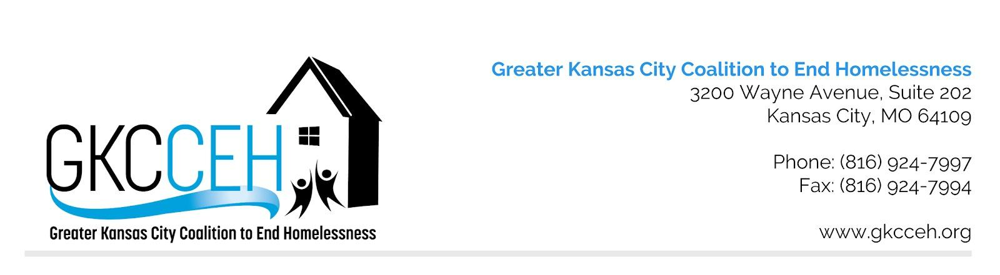 GKCCEH
Greater Kansas City Coalition to End Homelessness
Greater Kansas City Coalition to End Homelessness
3200 Wayne Avenue, Suite 202
Kansas City, MO 64109
Phone: (816) 924-7997
Fax: (816) 924-7994
www.gkcceh.org